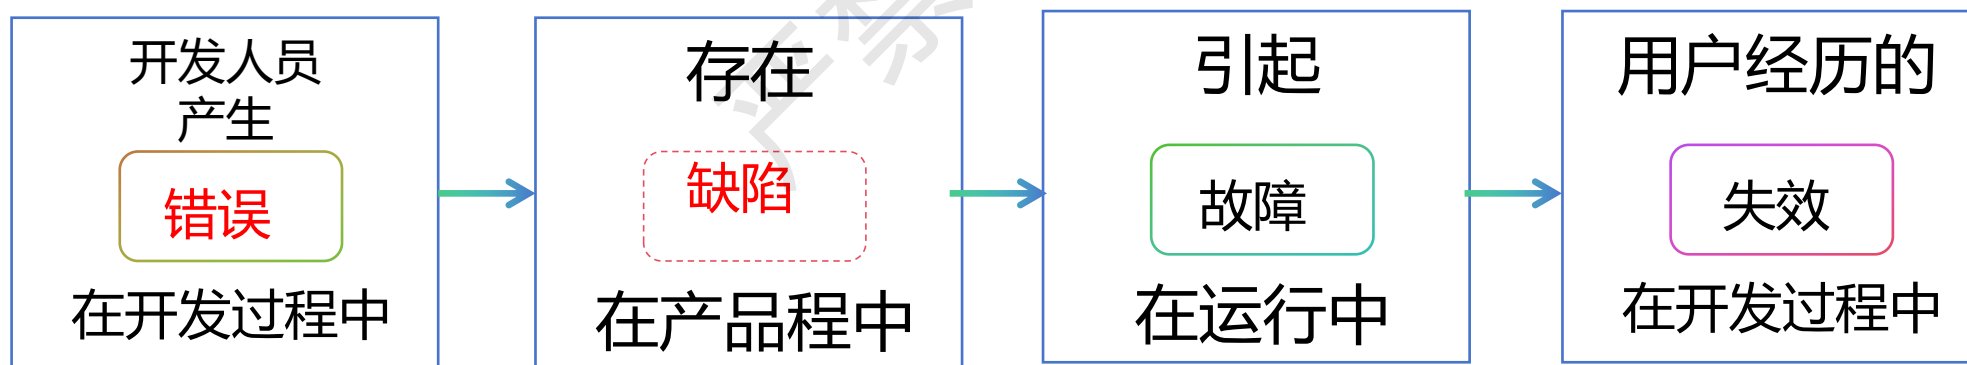 开发人员
产生
错误
在开发过程中
存在
缺陷
在产品程中
引起
故障
在运行中
用户经历的
失效
在开发过程中
严禁